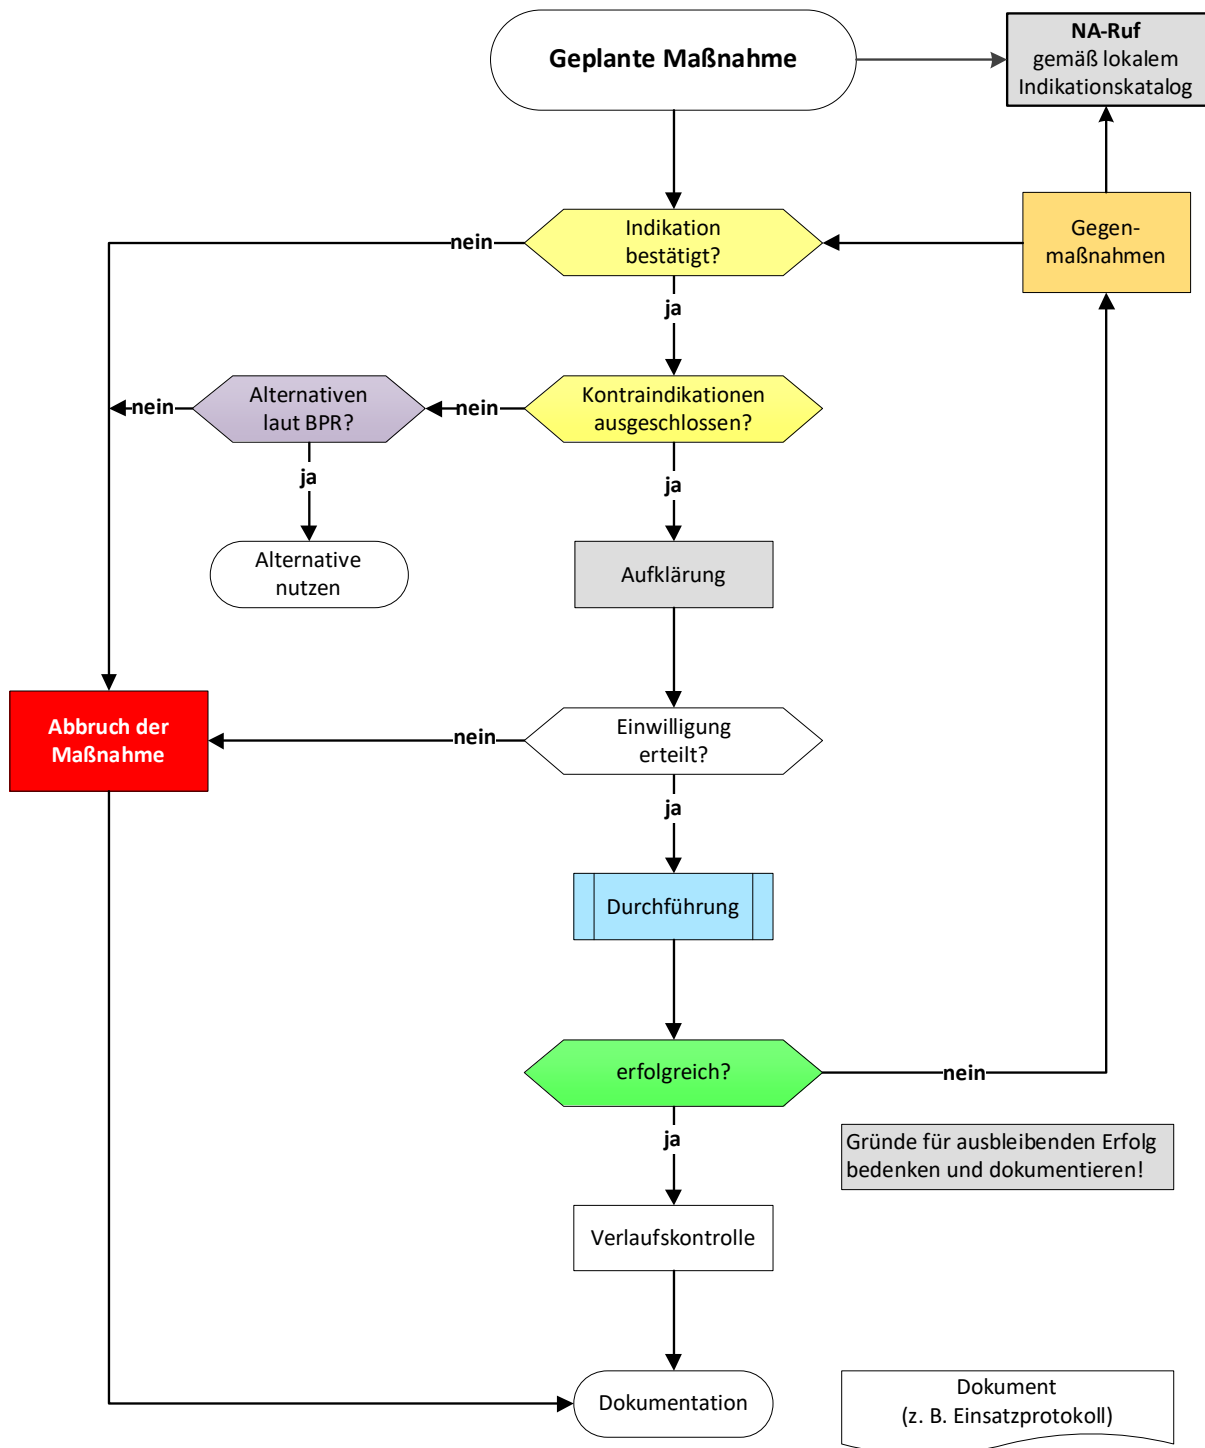 Geplante Maßnahme
NA-Ruf
gemäß lokalem
Indikationskatalog
Indikation
bestätigt?
nein
Gegen-
maßnahmen
ja
Alternativen
laut BPR?
nein
nein
Kontraindikationen
ausgeschlossen?
ja
ja
Alternative
nutzen
Aufklärung
Abbruch der
Maßnahme
nein
Einwilligung
erteilt?
ja
Durchführung
erfolgreich?
nein
ja
Gründe für ausbleibenden Erfolg
bedenken und dokumentieren!
Verlaufskontrolle
Dokumentation
Dokument
(z. B. Einsatzprotokoll)